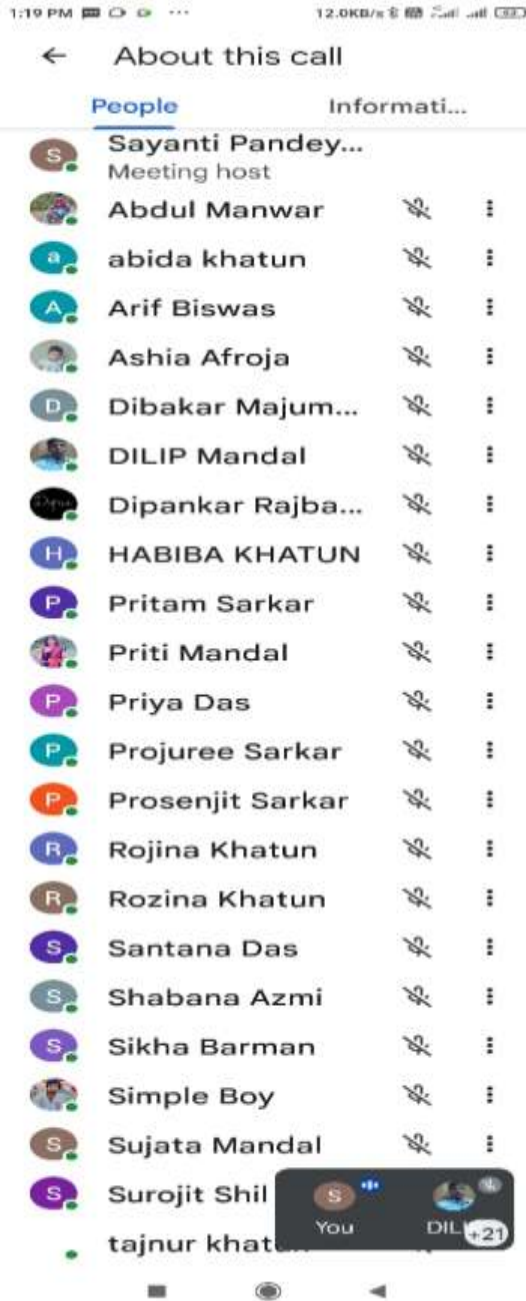 1:19 PM
12.0KB/s
About this call
People
Informati...
S
Sayanti Pandey...
Meeting host
Abdul Manwar
a
abida khatun
A
Arif Biswas
Ashia Afroja
D
Dibakar Majum...
DILIP Mandal
Dipankar Rajba...
H
HABIBA KHATUN
P
Pritam Sarkar
Priti Mandal
P
Priya Das
P
Projuree Sarkar
P
Prosenjit Sarkar
R
Rojina Khatun
R
Rozina Khatun
S
Santana Das
S
Shabana Azmi
S
Sikha Barman
Simple Boy
S
Sujata Mandal
S
Surojit Shil
S
You
DIL
+21
tajnur khat